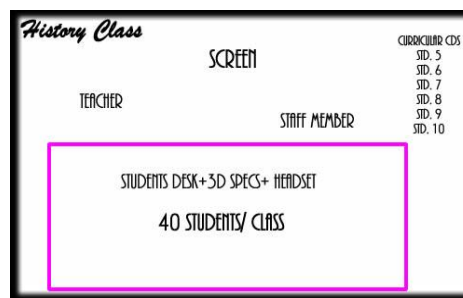 History Class
SCREEN
CURRICULAR CDS
STD. 5
STD. 6
STD. 7
STD. 8
STD. 9
STD. 10
TEACHER
STAFF MEMBER
STUDENTS DESK+3D SPECS+ HEADSET
40 STUDENTS/ CLASS